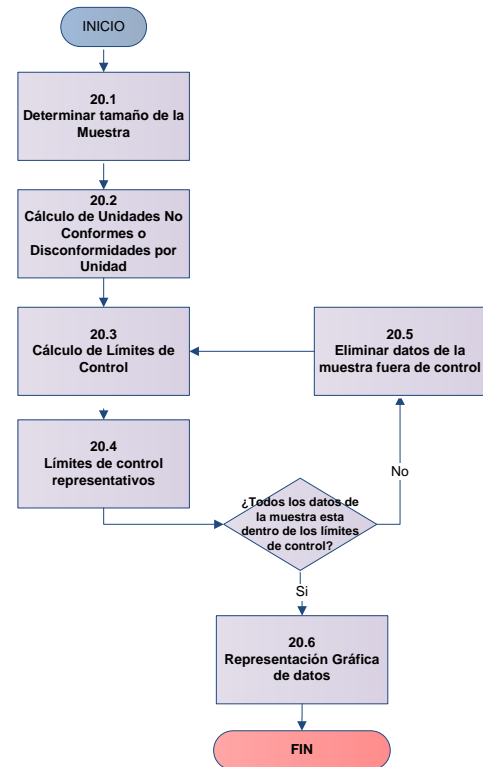 INICIO
20.1
Determinar tamaño de la
Muestra
20.2
Cálculo de Unidades No
Conformes o
Disconformidades por
Unidad
20.3
Cálculo de Límites de
Control
20.5
Eliminar datos de la
muestra fuera de control
20.4
Límites de control
representativos
¿Todos los datos de
la muestra esta
dentro de los límites
de control?
No
Si
20.6
Representación Gráfica
de datos
FIN